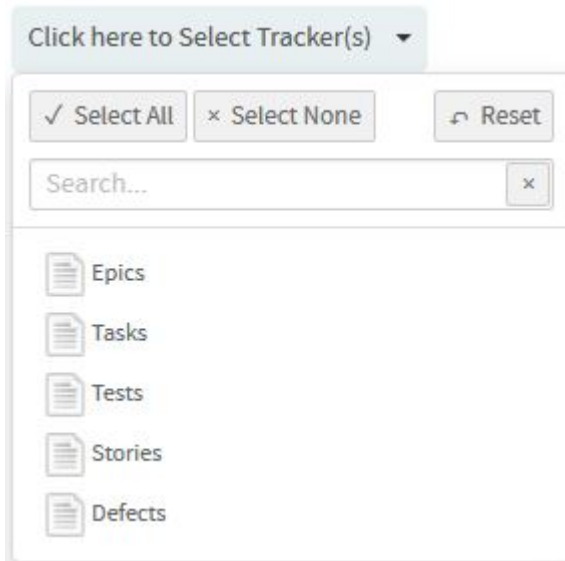 Click here to Select Tracker(s)
✓ Select All × Select None ↶ Reset
Search... ×
Epics
Tasks
Tests
Stories
Defects